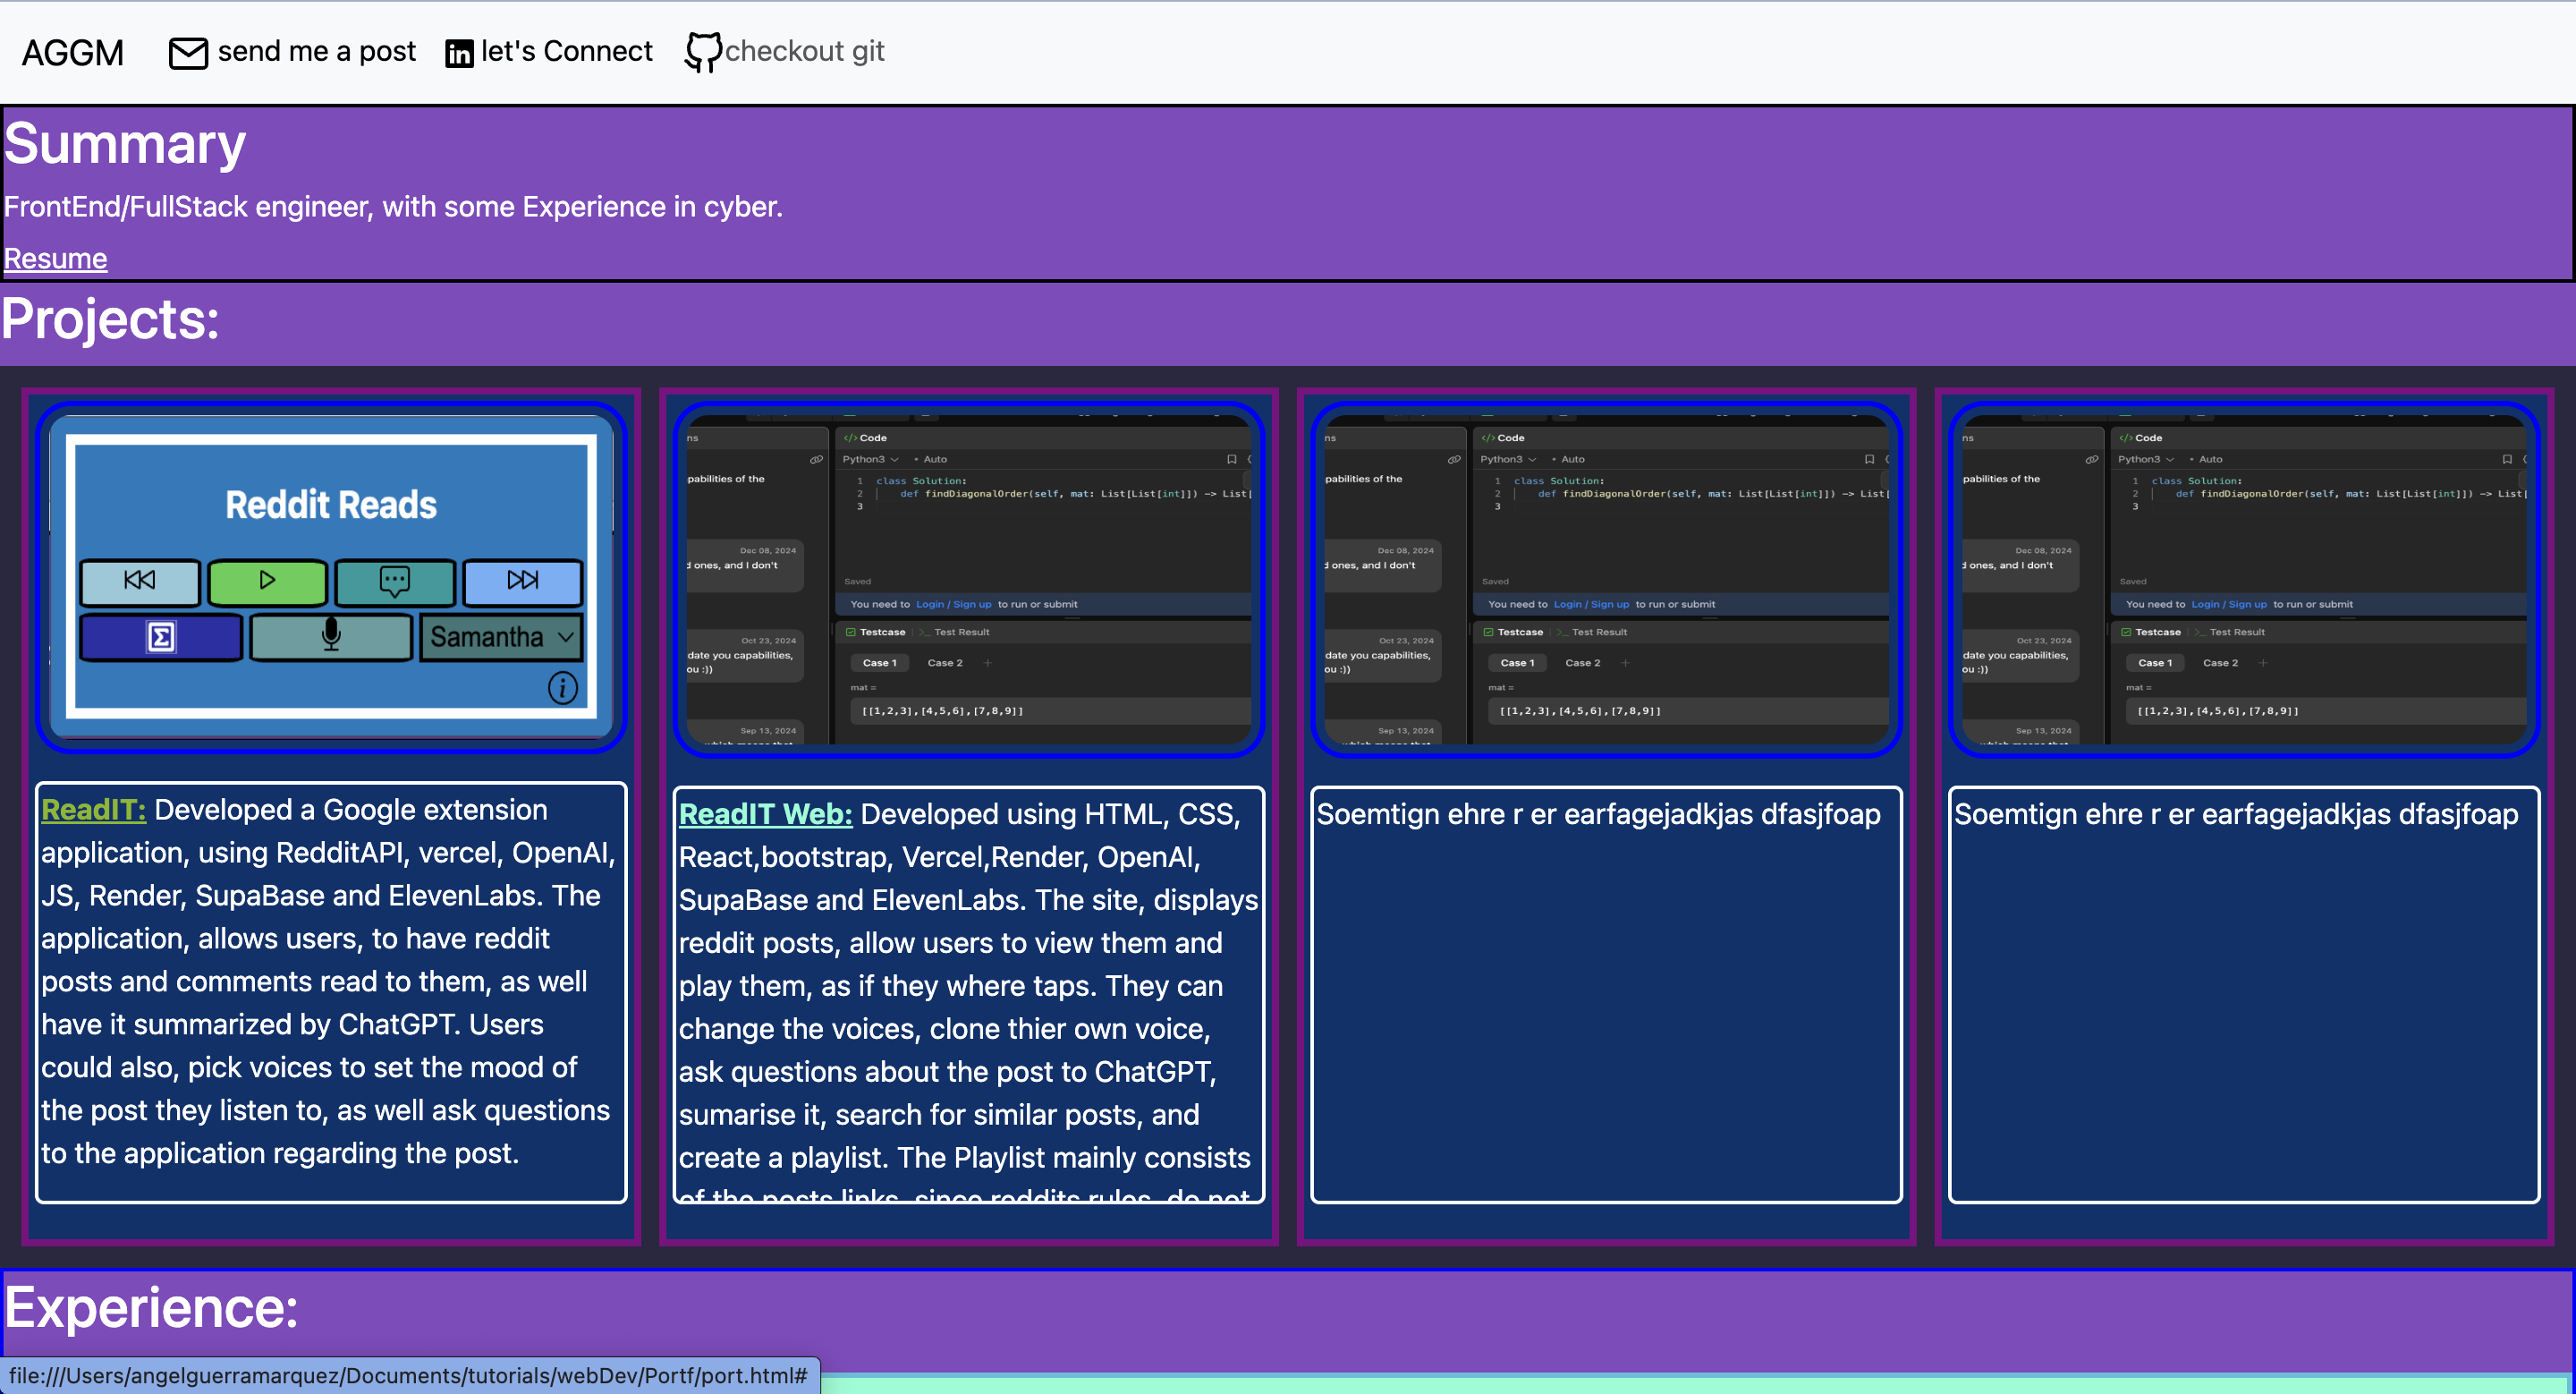 AGGM send me a post let's Connect checkout git
Summary
FrontEnd/FullStack engineer, with some Experience in cyber.
Resume
Projects:
Reddit Reads
Samantha
ReadIT: Developed a Google extension
application, using RedditAPI, vercel, OpenAI,
JS, Render, SupaBase and ElevenLabs. The
application, allows users, to have reddit
posts and comments read to them, as well
have it summarized by ChatGPT. Users
could also, pick voices to set the mood of
the post they listen to, as well ask questions
to the application regarding the post.
ns
</> Code
Python3 • Auto
pabilities of the
1 class Solution:
2 def findDiagonalOrder(self, mat: List[List[int]]) -> List[
3
Dec 08, 2024
d ones, and I don't
Saved
You need to Login / Sign up to run or submit
Testcase >_ Test Result
Oct 23, 2024
date you capabilities,
ou :))
Case 1 Case 2 +
mat =
[[1,2,3],[4,5,6],[7,8,9]]
Sep 13, 2024
which means that
ReadIT Web: Developed using HTML, CSS,
React,bootstrap, Vercel,Render, OpenAI,
SupaBase and ElevenLabs. The site, displays
reddit posts, allow users to view them and
play them, as if they where taps. They can
change the voices, clone thier own voice,
ask questions about the post to ChatGPT,
sumarise it, search for similar posts, and
create a playlist. The Playlist mainly consists
of the posts links, since reddits rules, do not
ns
</> Code
Python3 • Auto
pabilities of the
1 class Solution:
2 def findDiagonalOrder(self, mat: List[List[int]]) -> List[
3
Dec 08, 2024
d ones, and I don't
Saved
You need to Login / Sign up to run or submit
Testcase >_ Test Result
Oct 23, 2024
date you capabilities,
ou :))
Case 1 Case 2 +
mat =
[[1,2,3],[4,5,6],[7,8,9]]
Sep 13, 2024
which means that
Soemtign ehre r er earfagejadkjas dfasjfoap
ns
</> Code
Python3 • Auto
pabilities of the
1 class Solution:
2 def findDiagonalOrder(self, mat: List[List[int]]) -> List[
3
Dec 08, 2024
d ones, and I don't
Saved
You need to Login / Sign up to run or submit
Testcase >_ Test Result
Oct 23, 2024
date you capabilities,
ou :))
Case 1 Case 2 +
mat =
[[1,2,3],[4,5,6],[7,8,9]]
Sep 13, 2024
which means that
Soemtign ehre r er earfagejadkjas dfasjfoap
Experience:
file:///Users/angelguerramarquez/Documents/tutorials/webDev/Portf/port.html#